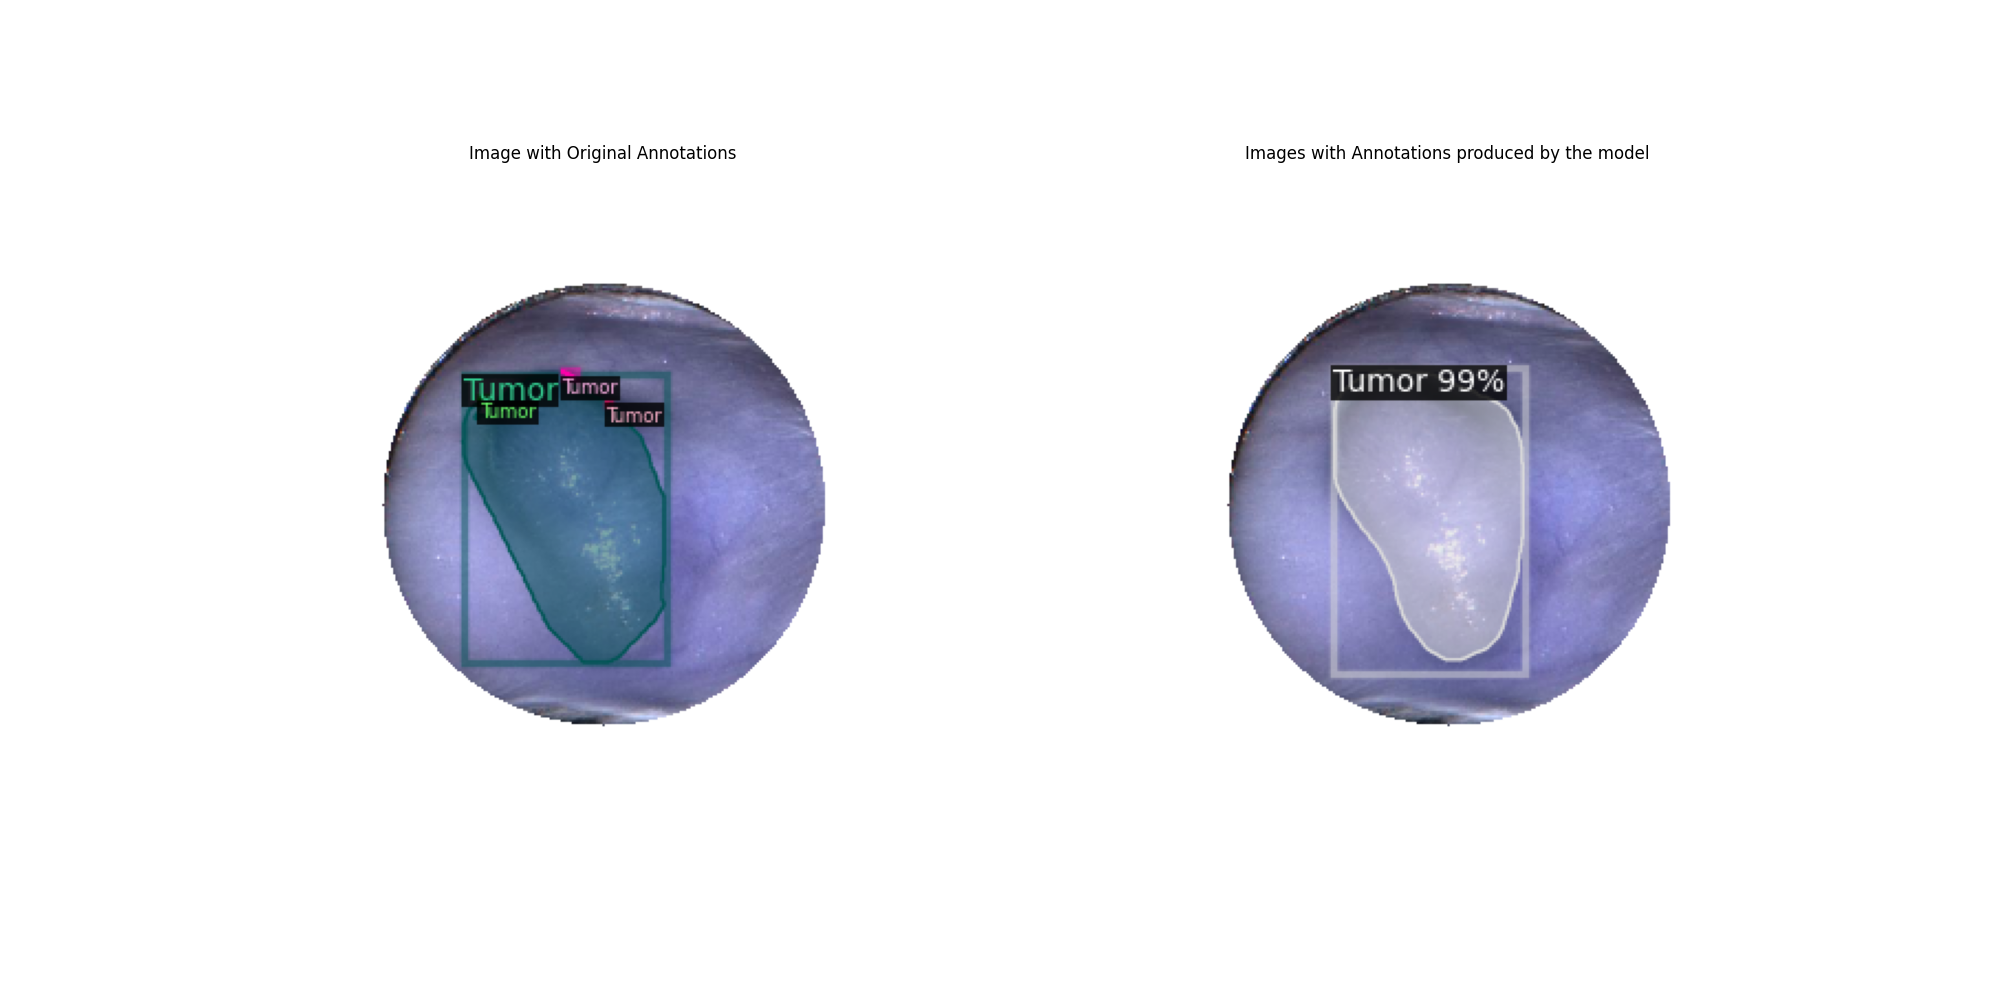 Image with Original Annotations
Images with Annotations produced by the model
Tumor
Tumor
Tumor
Tumor
Tumor 99%